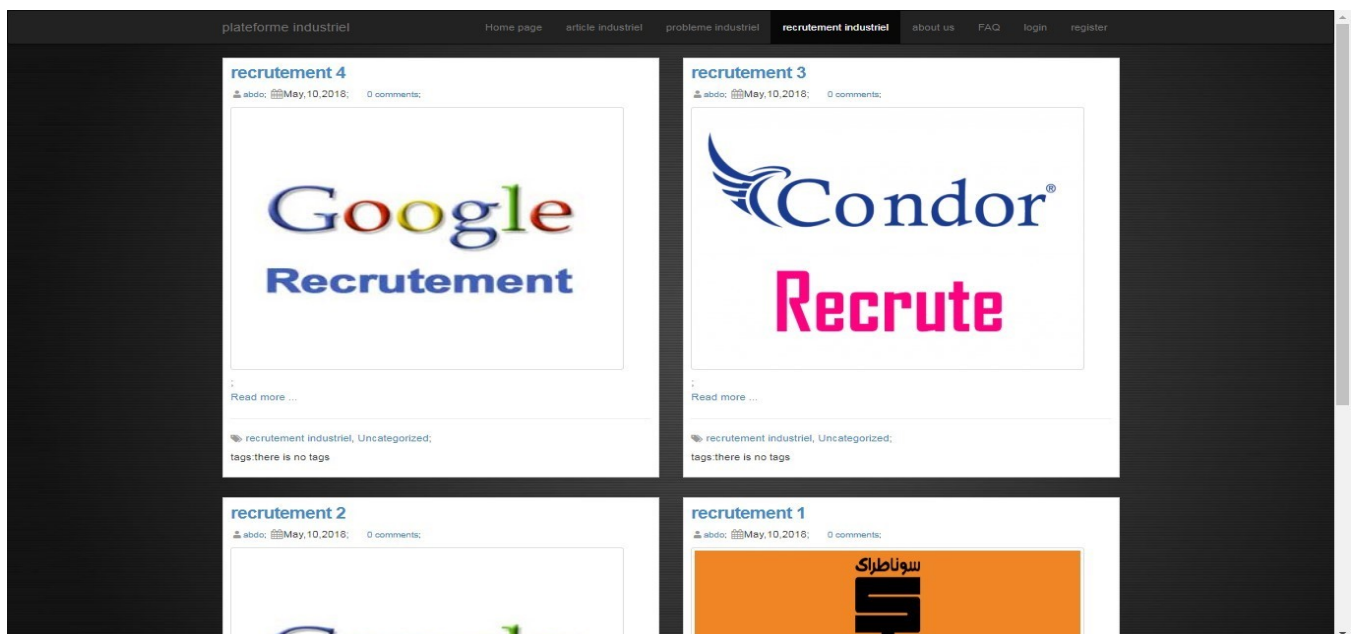 plateforme industriel
Home page article industriel probleme industriel recrutement industriel about us FAQ login register
recrutement 4
abdo; May,10,2018; 0 comments;
Google
Recrutement
;
Read more ...
recrutement industriel, Uncategorized;
tags:there is no tags
recrutement 3
abdo; May,10,2018; 0 comments;
Condor®
Recrute
;
Read more ...
recrutement industriel, Uncategorized;
tags:there is no tags
recrutement 2
abdo; May,10,2018; 0 comments;
recrutement 1
abdo; May,10,2018; 0 comments;
سوناطراك